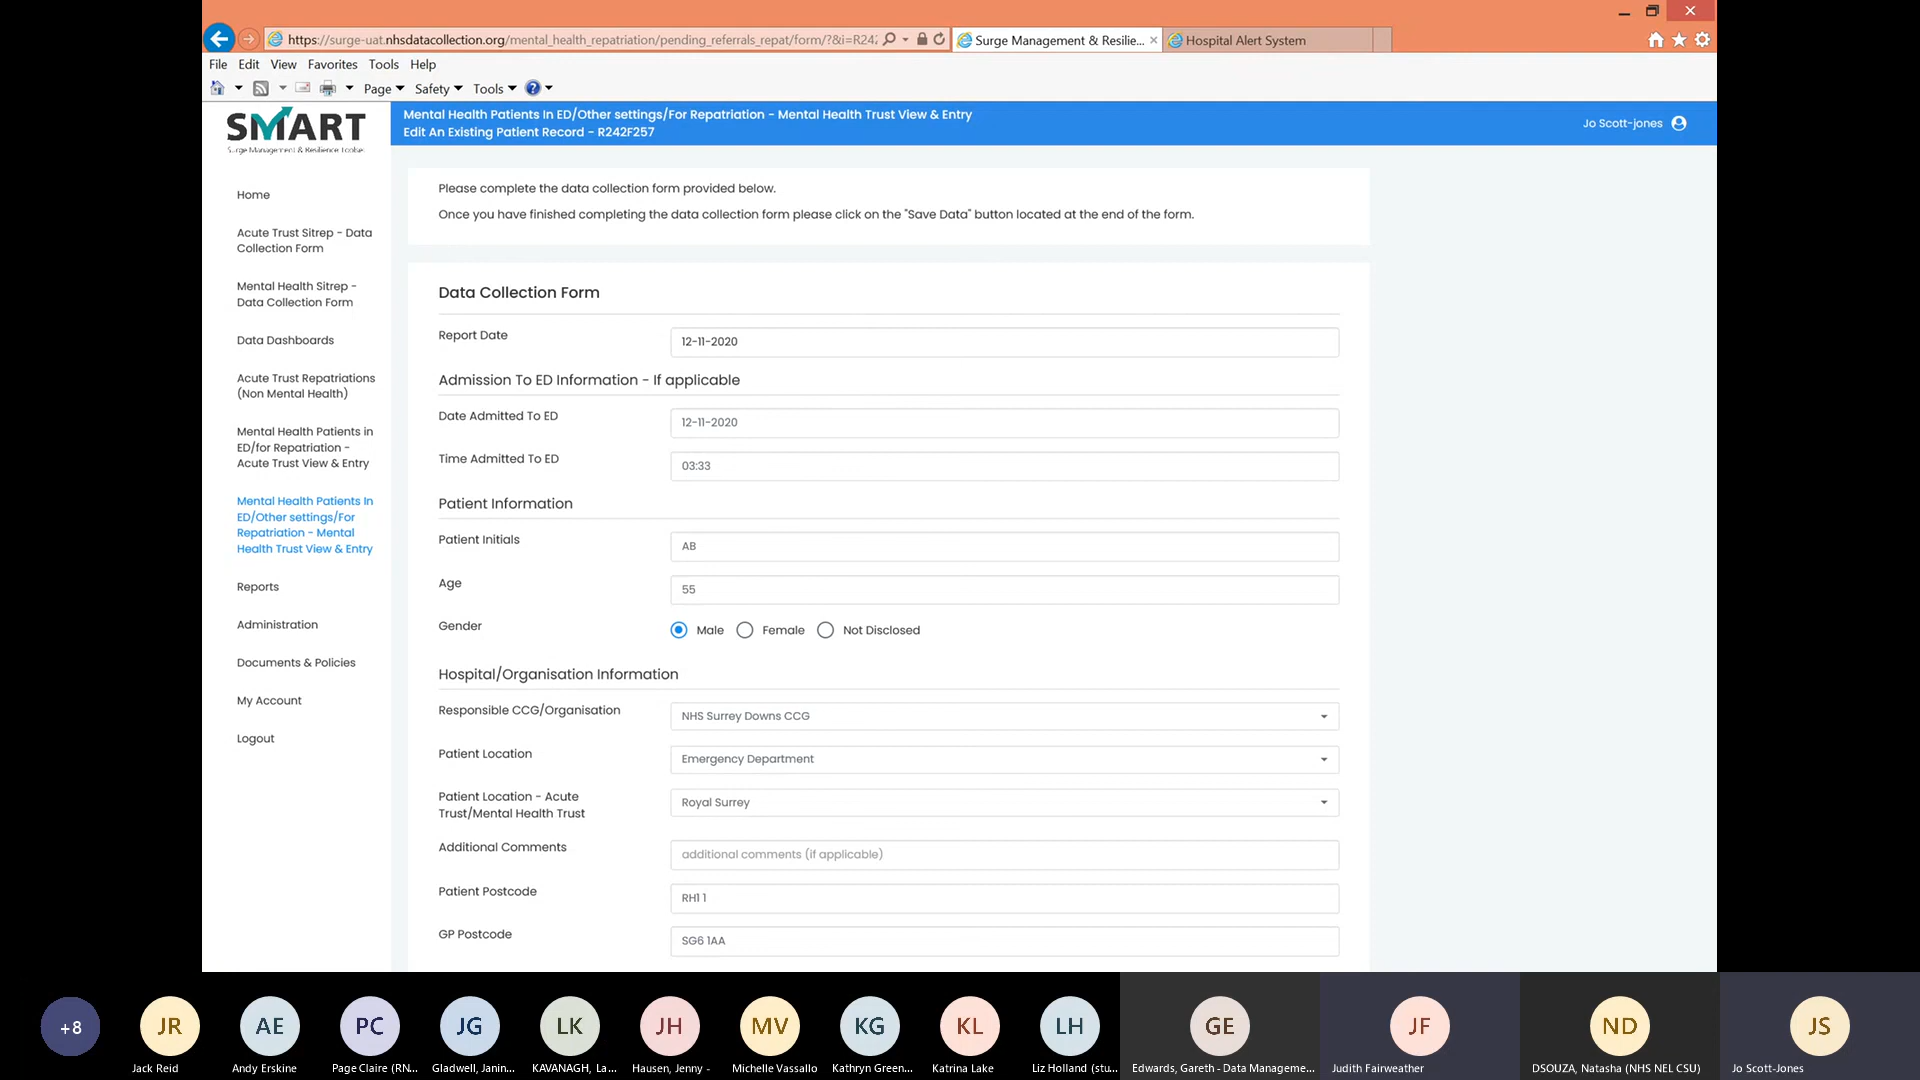 https://surge-uat.nhsdatacollection.org/mental_health_repatriation/pending_referrals_repat/form/?&i=R242
Surge Management & Resilie...
Hospital Alert System
File Edit View Favorites Tools Help
Page Safety Tools
SMART
Surge Management & Resilience Toolset
Mental Health Patients In ED/Other settings/For Repatriation - Mental Health Trust View & Entry
Edit An Existing Patient Record - R242F257
Jo Scott-jones
Home
Acute Trust Sitrep - Data
Collection Form
Mental Health Sitrep -
Data Collection Form
Data Dashboards
Acute Trust Repatriations
(Non Mental Health)
Mental Health Patients in
ED/for Repatriation -
Acute Trust View & Entry
Mental Health Patients In
ED/Other settings/For
Repatriation - Mental
Health Trust View & Entry
Reports
Administration
Documents & Policies
My Account
Logout
Please complete the data collection form provided below.
Once you have finished completing the data collection form please click on the "Save Data" button located at the end of the form.
Data Collection Form
Report Date
12-11-2020
Admission To ED Information - If applicable
Date Admitted To ED
12-11-2020
Time Admitted To ED
03:33
Patient Information
Patient Initials
AB
Age
55
Gender
Male Female Not Disclosed
Hospital/Organisation Information
Responsible CCG/Organisation
NHS Surrey Downs CCG
Patient Location
Emergency Department
Patient Location - Acute
Trust/Mental Health Trust
Royal Surrey
Additional Comments
additional comments (if applicable)
Patient Postcode
RH1 1
GP Postcode
SG6 1AA
+8
JR
Jack Reid
AE
Andy Erskine
PC
Page Claire (RN...
JG
Gladwell, Janin...
LK
KAVANAGH, La...
JH
Hausen, Jenny -
MV
Michelle Vassallo
KG
Kathryn Green...
KL
Katrina Lake
LH
Liz Holland (stu...
GE
Edwards, Gareth - Data Manageme...
JF
Judith Fairweather
ND
DSOUZA, Natasha (NHS NEL CSU)
JS
Jo Scott-Jones